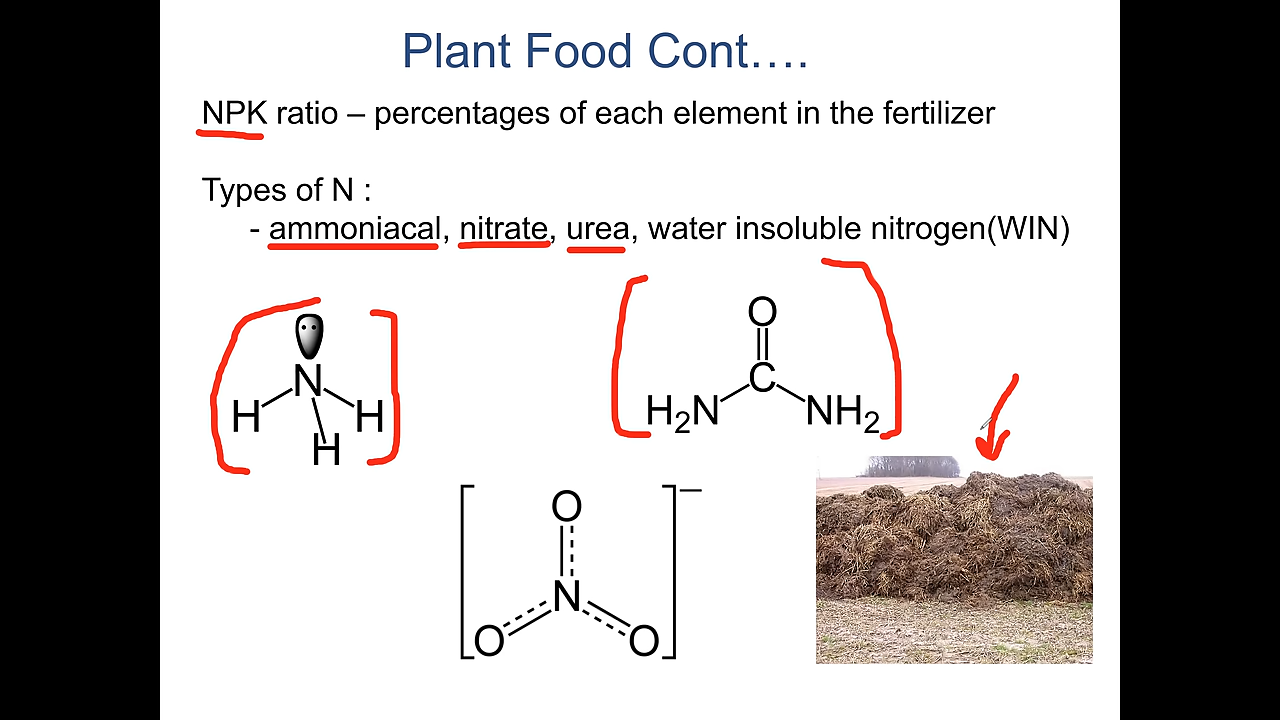 Plant Food Cont….
NPK ratio – percentages of each element in the fertilizer
Types of N :
- ammoniacal, nitrate, urea, water insoluble nitrogen(WIN)
N
H H
H
O
C
H₂N NH₂
O
N
O O
–